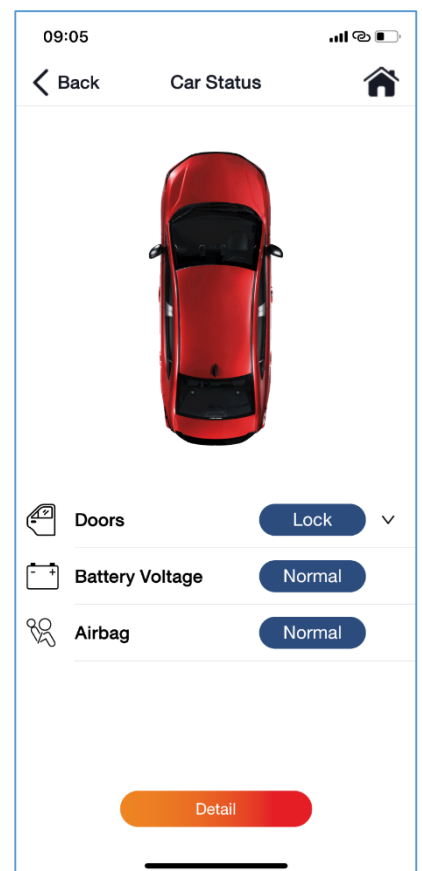 09:05
Back Car Status
Doors Lock
Battery Voltage Normal
Airbag Normal
Detail